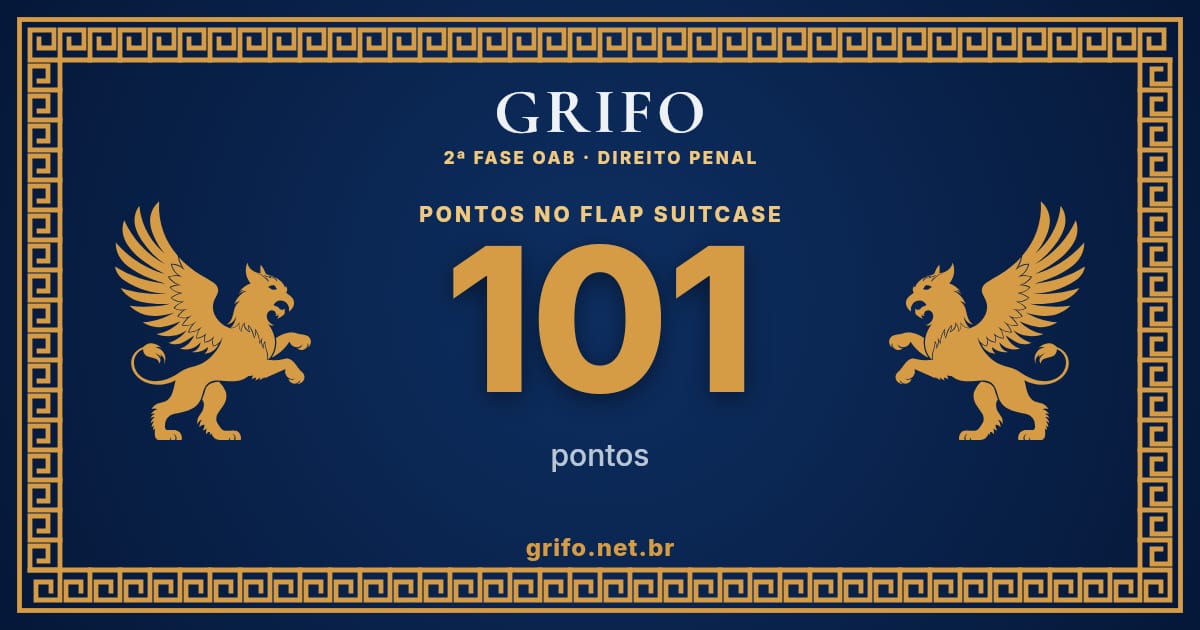 GRIFO
2ª FASE OAB · DIREITO PENAL
PONTOS NO FLAP SUITCASE
101
pontos
grifo.net.br